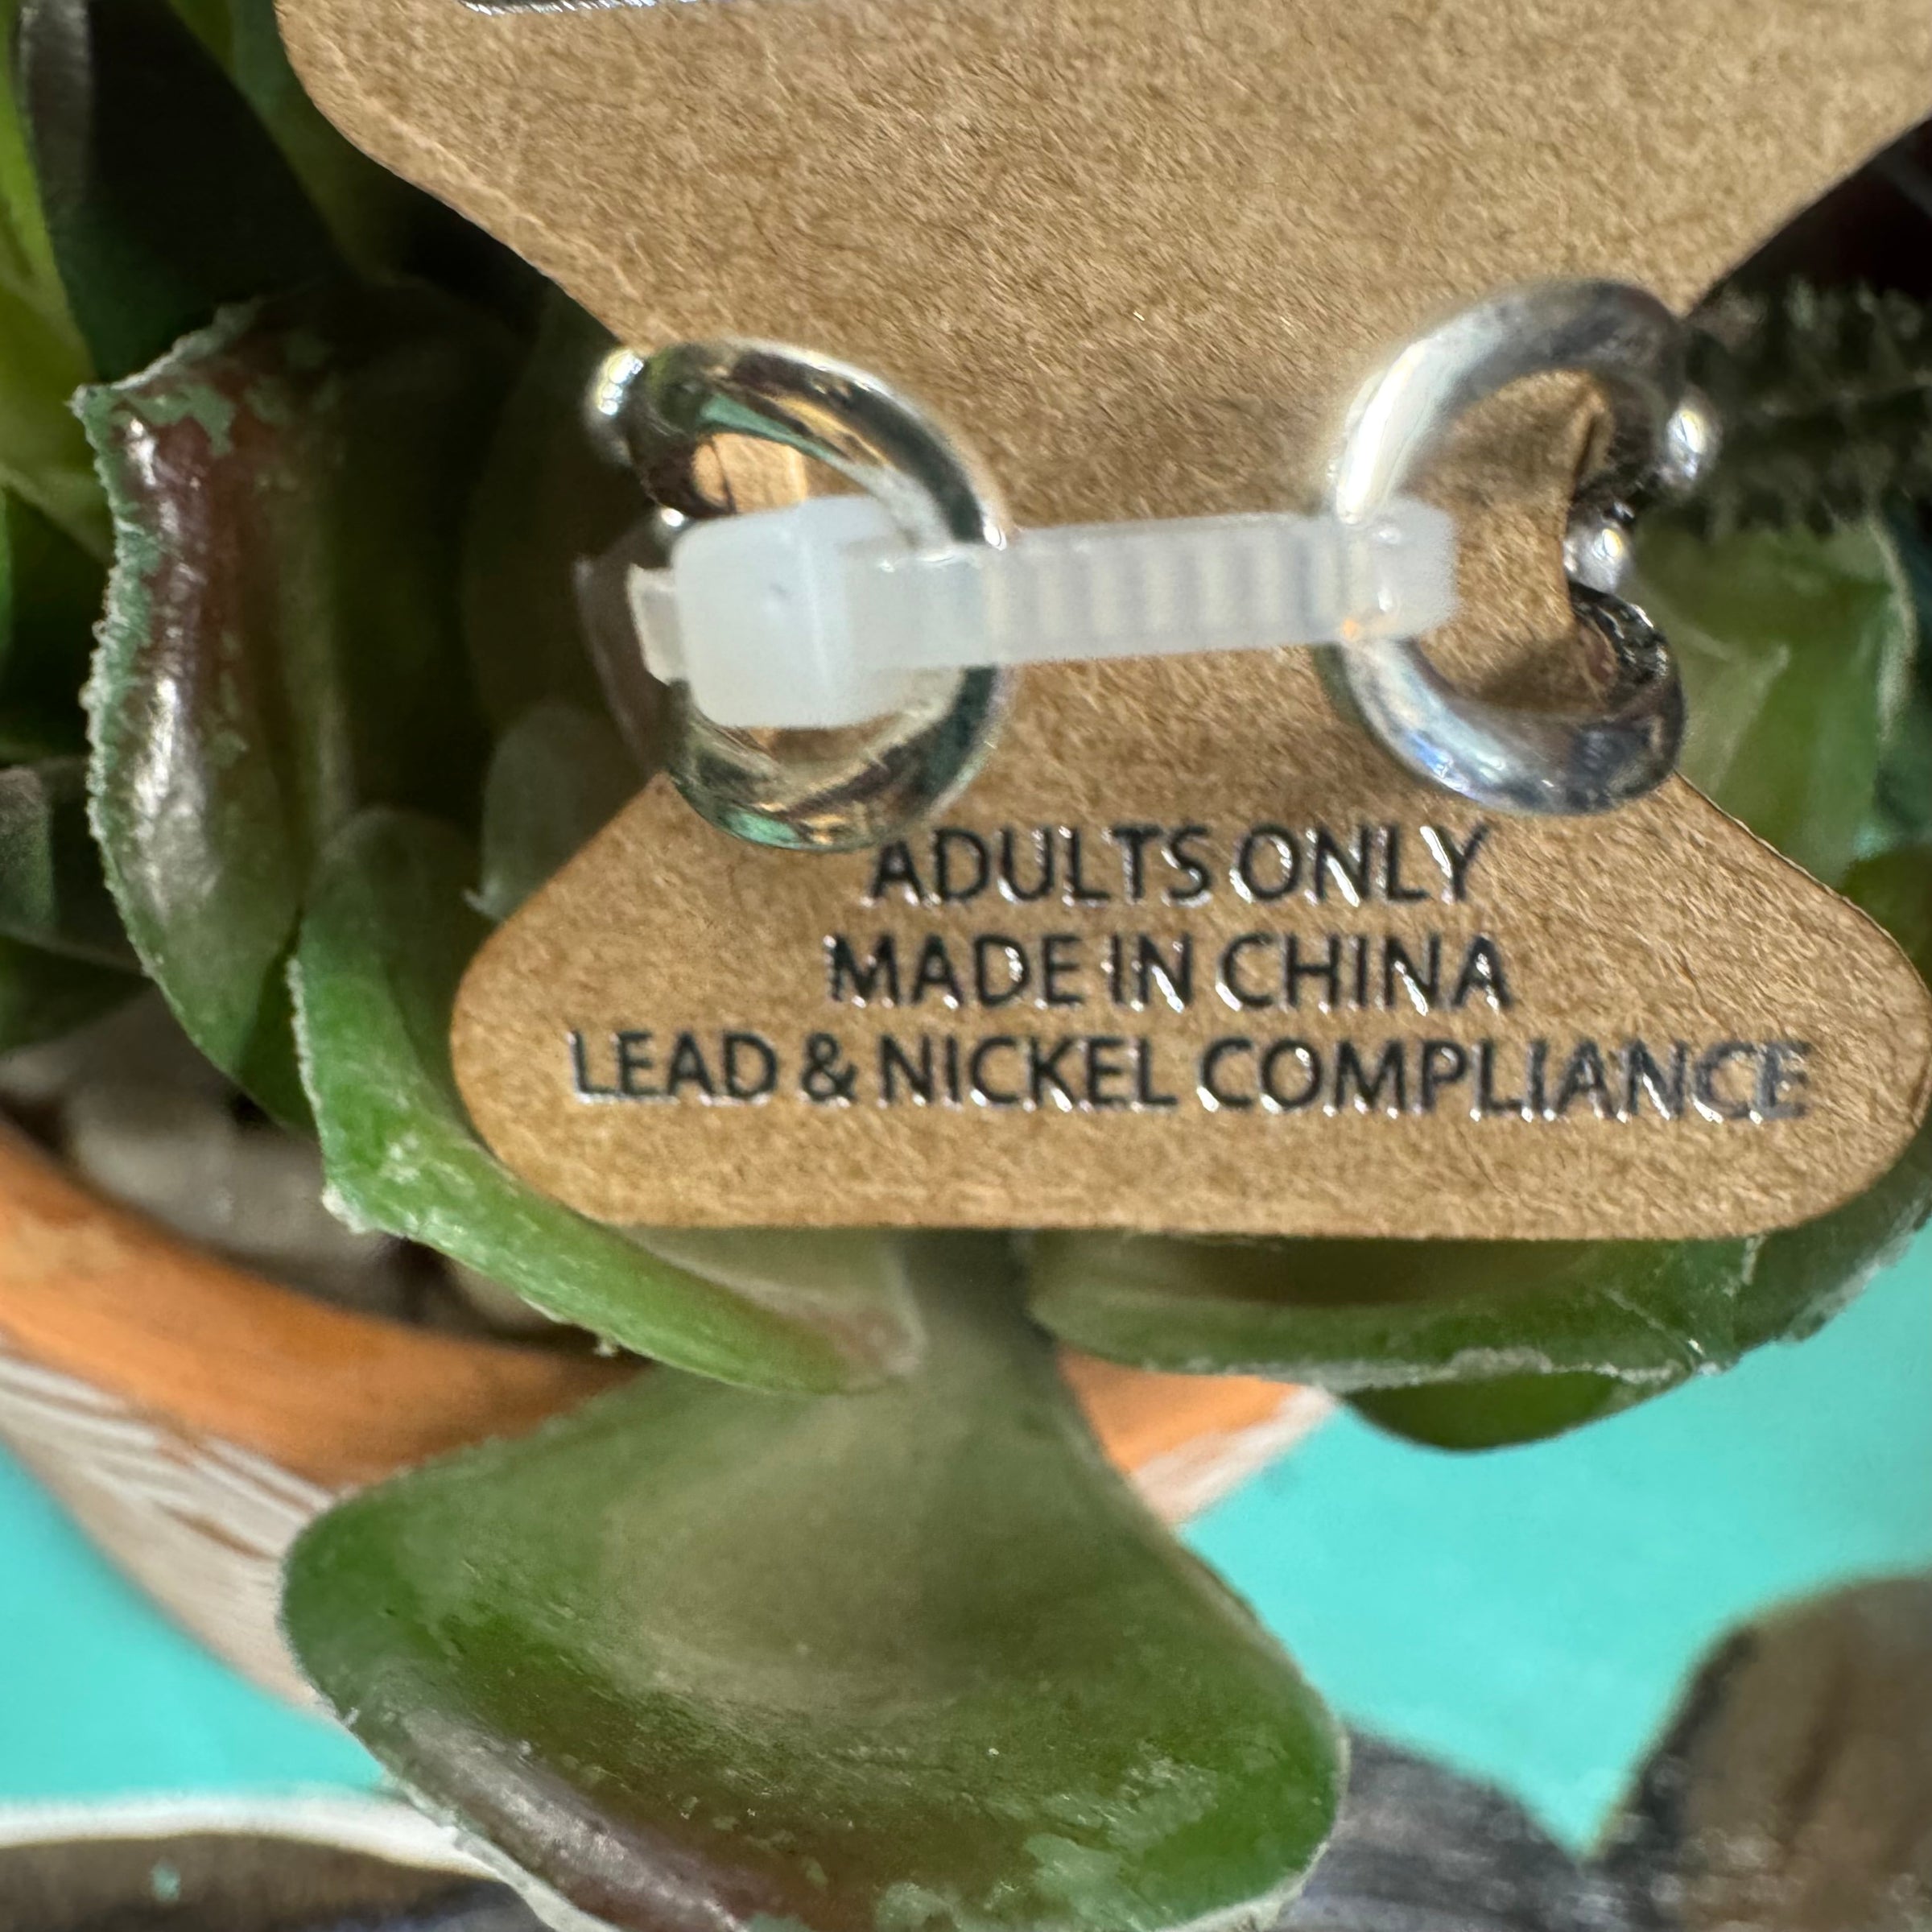 ADULTS ONLY
MADE IN CHINA
LEAD & NICKEL COMPLIANCE